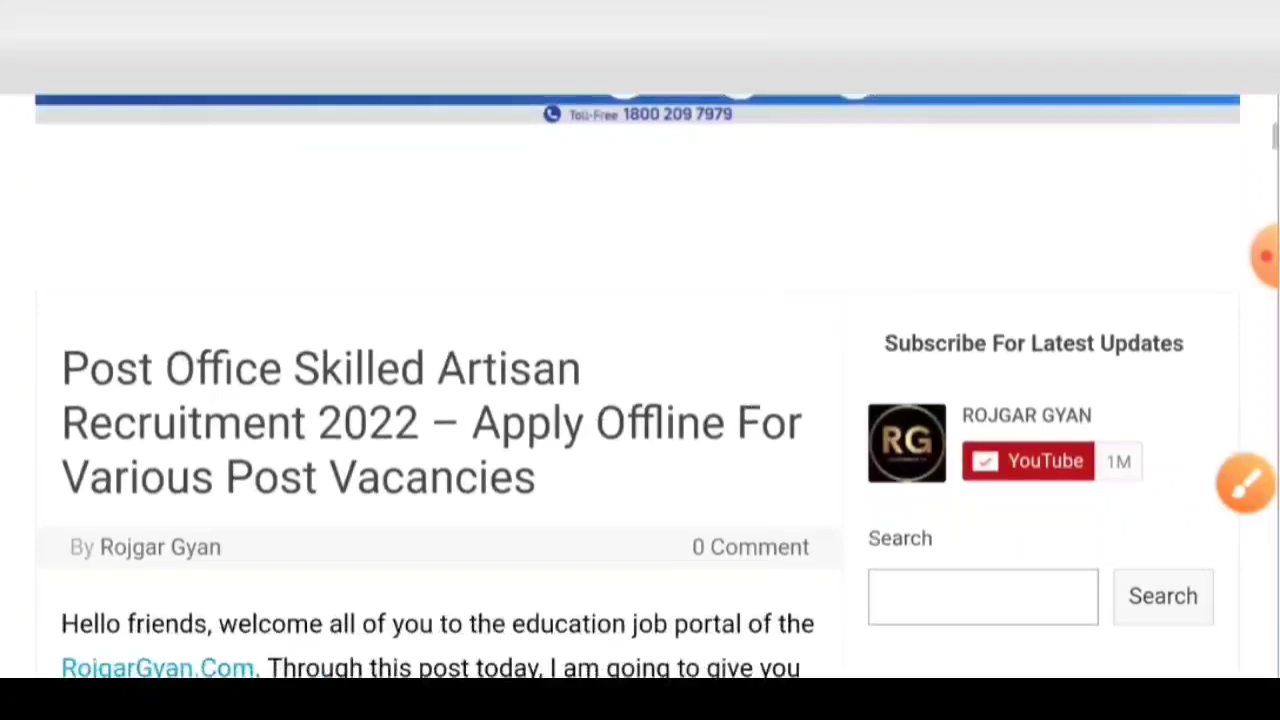 Toll-Free 1800 209 7979
Post Office Skilled Artisan
Recruitment 2022 – Apply Offline For
Various Post Vacancies
By Rojgar Gyan
0 Comment
Hello friends, welcome all of you to the education job portal of the
RojgarGyan.Com. Through this post today, I am going to give you
Subscribe For Latest Updates
RG
ROJGAR GYAN
YouTube 1M
Search
Search